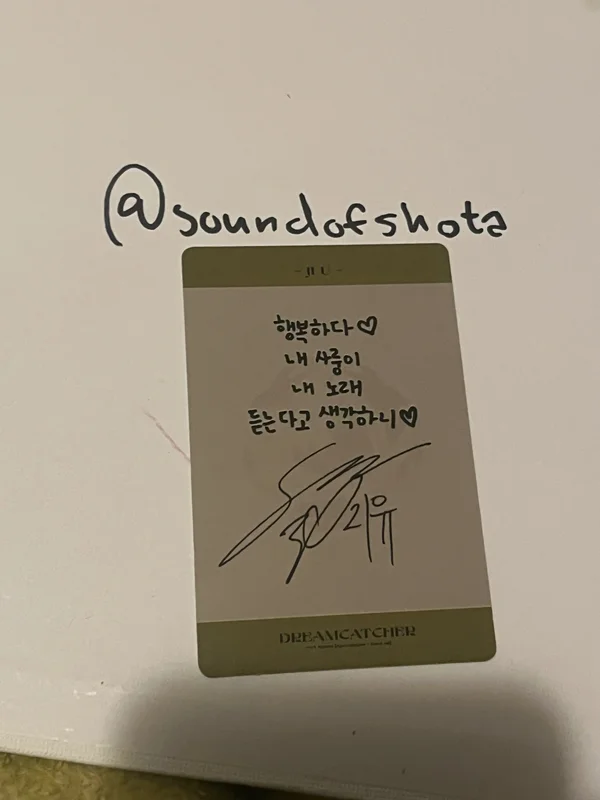 @soundofshota
- JI U -
행복하다♡
내 사룽이
내 노래
듣는다고 생각하니♡
지유
DREAMCATCHER